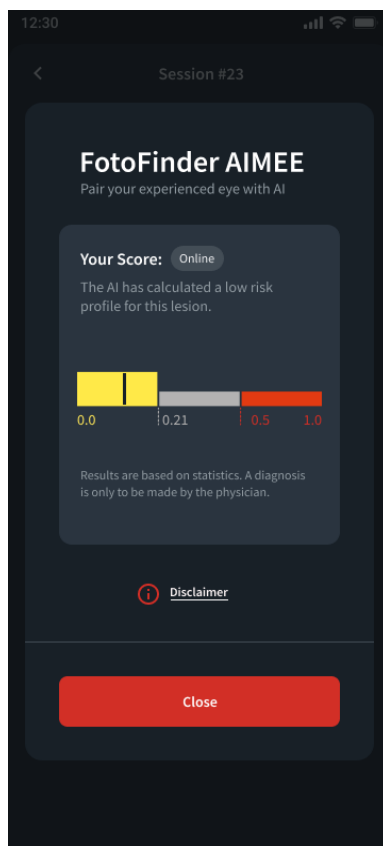 12:30
Session #23
FotoFinder AIMEE
Pair your experienced eye with AI
Your Score: Online
The AI has calculated a low risk
profile for this lesion.
0.0 0.21 0.5 1.0
Results are based on statistics. A diagnosis
is only to be made by the physician.
Disclaimer
Close